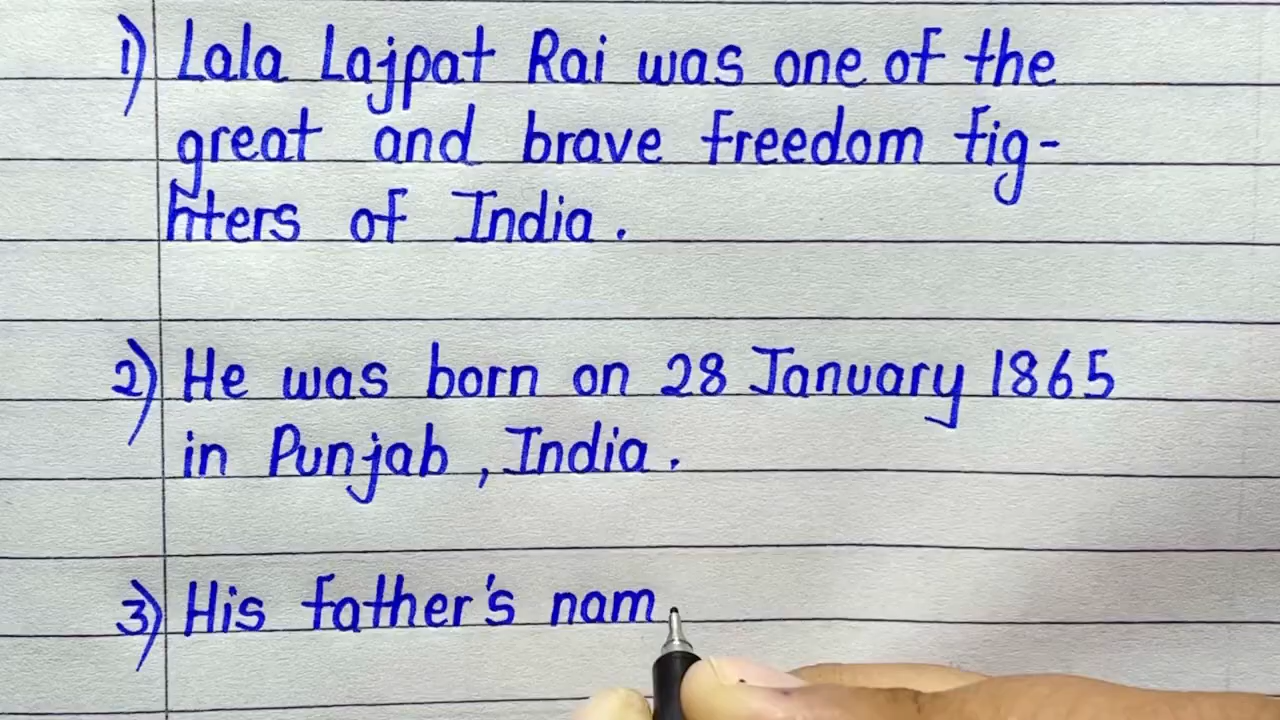 1) Lala Lajpat Rai was one of the
great and brave freedom fig-
hters of India.
2) He was born on 28 January 1865
in Punjab, India.
3) His father's nam